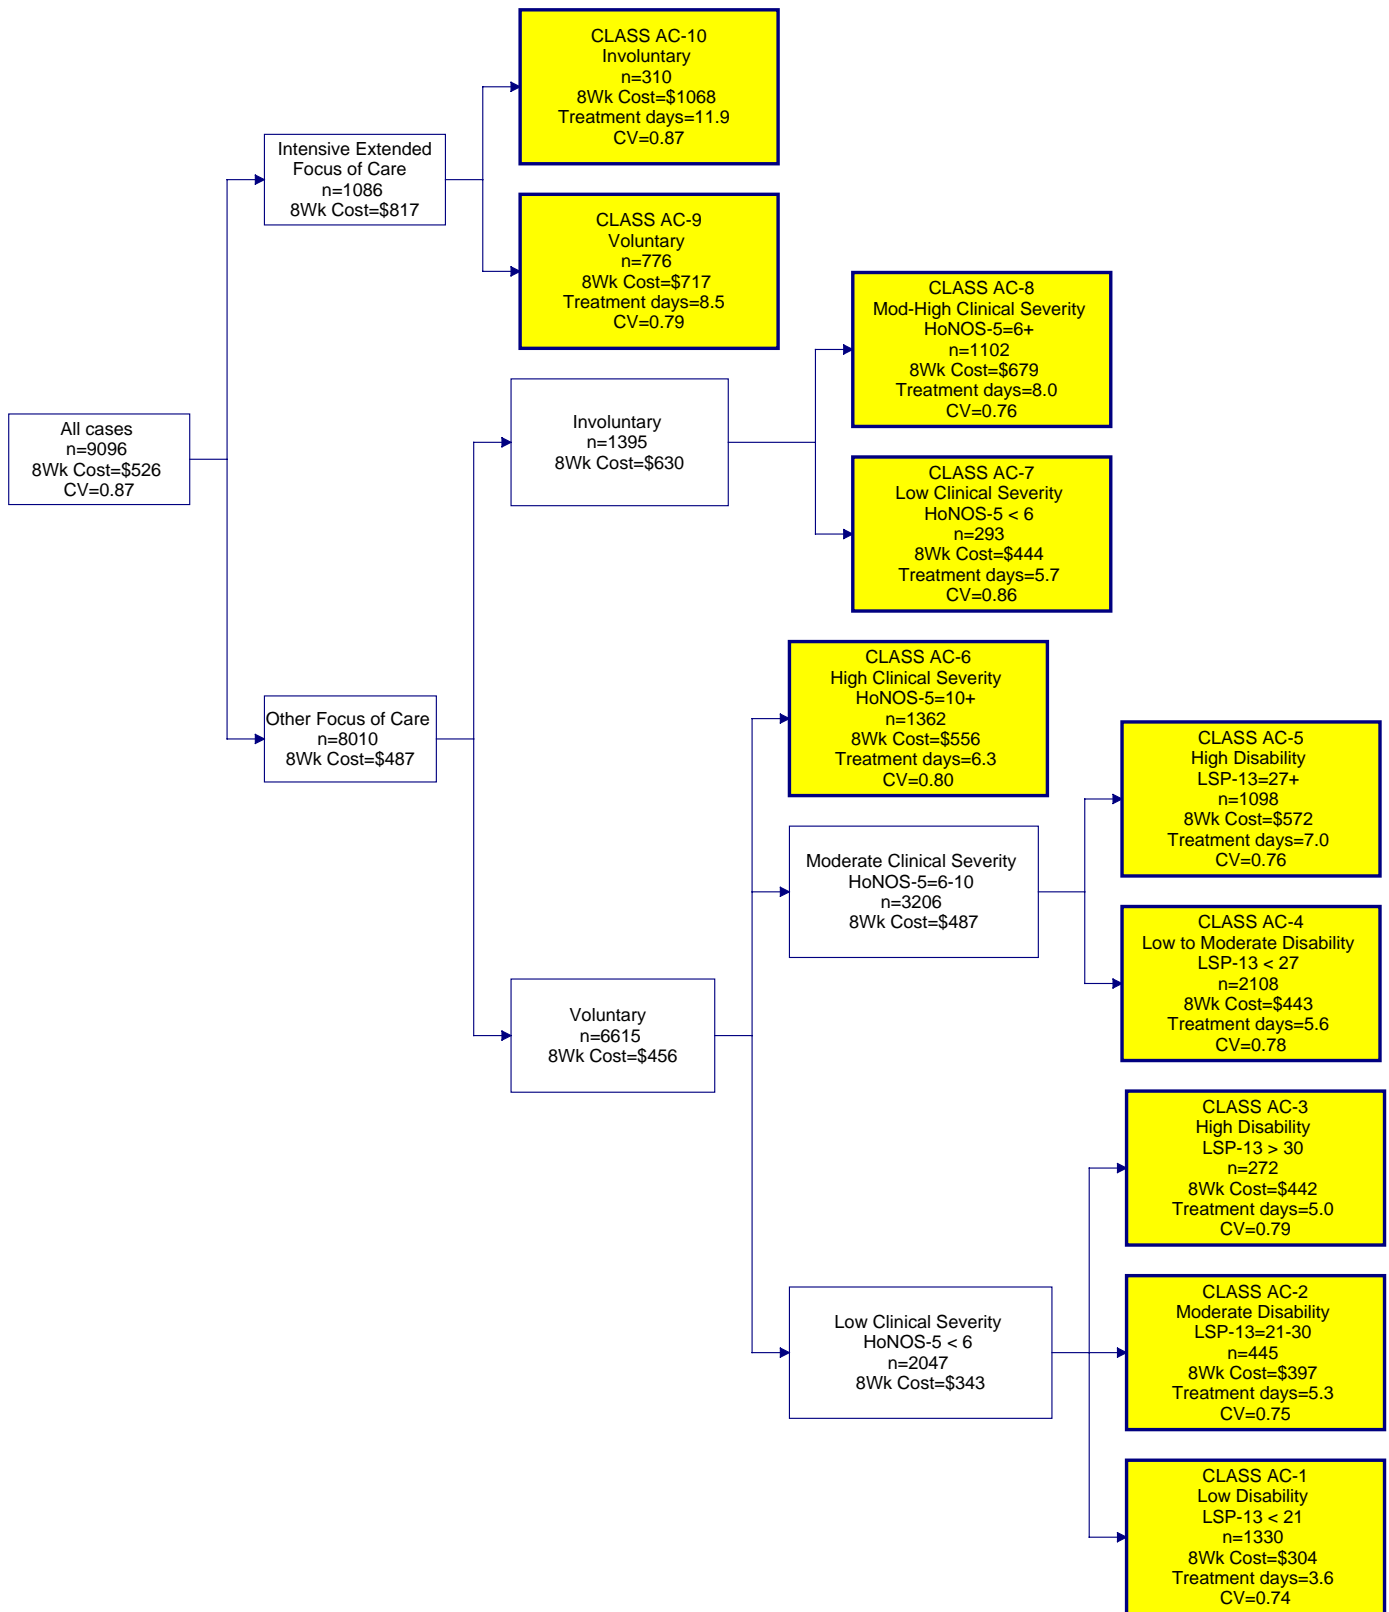 CLASS AC-10
Involuntary
n=310
8Wk Cost=$1068
Treatment days=11.9
CV=0.87
Intensive Extended
Focus of Care
n=1086
8Wk Cost=$817
CLASS AC-9
Voluntary
n=776
8Wk Cost=$717
Treatment days=8.5
CV=0.79
CLASS AC-8
Mod-High Clinical Severity
HoNOS-5=6+
n=1102
8Wk Cost=$679
Treatment days=8.0
CV=0.76
Involuntary
n=1395
8Wk Cost=$630
All cases
n=9096
8Wk Cost=$526
CV=0.87
CLASS AC-7
Low Clinical Severity
HoNOS-5 < 6
n=293
8Wk Cost=$444
Treatment days=5.7
CV=0.86
CLASS AC-6
High Clinical Severity
HoNOS-5=10+
n=1362
8Wk Cost=$556
Treatment days=6.3
CV=0.80
Other Focus of Care
n=8010
8Wk Cost=$487
CLASS AC-5
High Disability
LSP-13=27+
n=1098
8Wk Cost=$572
Treatment days=7.0
CV=0.76
Moderate Clinical Severity
HoNOS-5=6-10
n=3206
8Wk Cost=$487
CLASS AC-4
Low to Moderate Disability
LSP-13 < 27
n=2108
8Wk Cost=$443
Treatment days=5.6
CV=0.78
Voluntary
n=6615
8Wk Cost=$456
CLASS AC-3
High Disability
LSP-13 > 30
n=272
8Wk Cost=$442
Treatment days=5.0
CV=0.79
CLASS AC-2
Moderate Disability
LSP-13=21-30
n=445
8Wk Cost=$397
Treatment days=5.3
CV=0.75
Low Clinical Severity
HoNOS-5 < 6
n=2047
8Wk Cost=$343
CLASS AC-1
Low Disability
LSP-13 < 21
n=1330
8Wk Cost=$304
Treatment days=3.6
CV=0.74